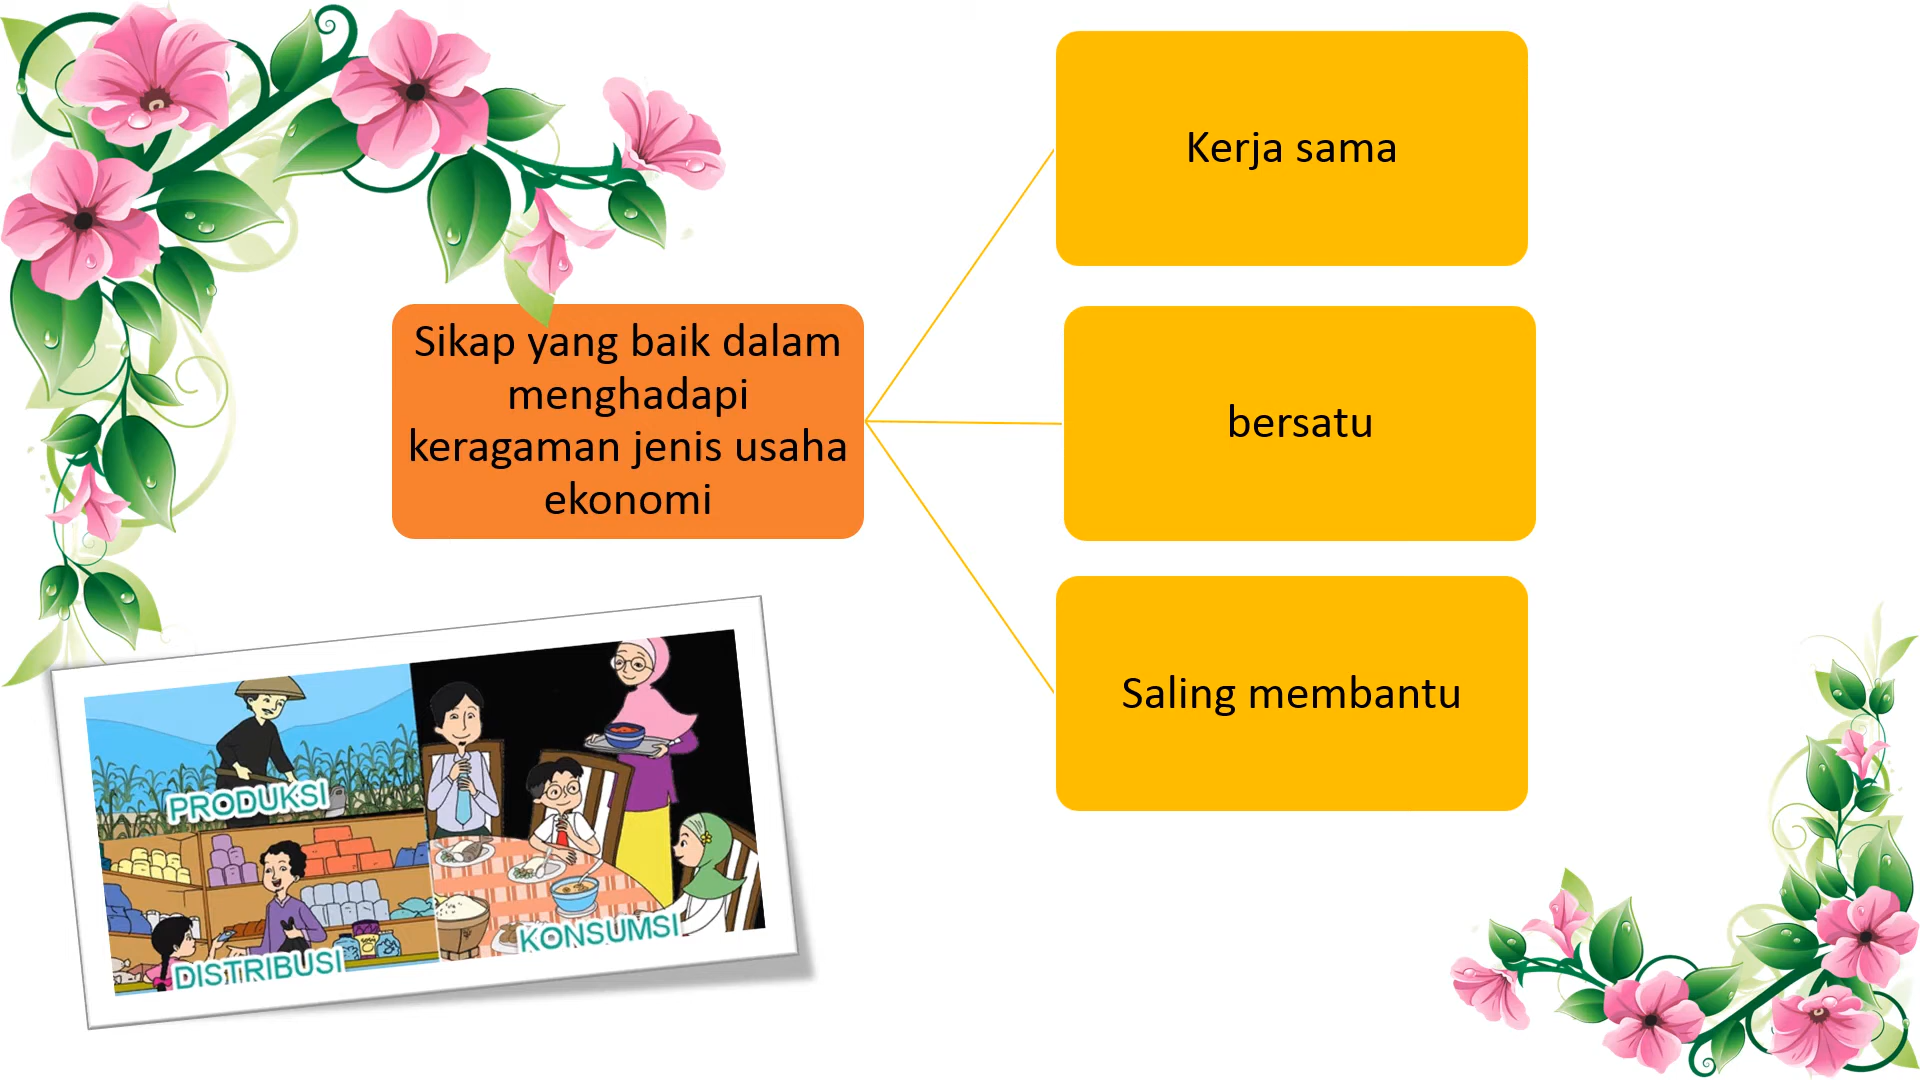 Kerja sama
Sikap yang baik dalam
menghadapi
keragaman jenis usaha
ekonomi
bersatu
Saling membantu
PRODUKSI
DISTRIBUSI
KONSUMSI